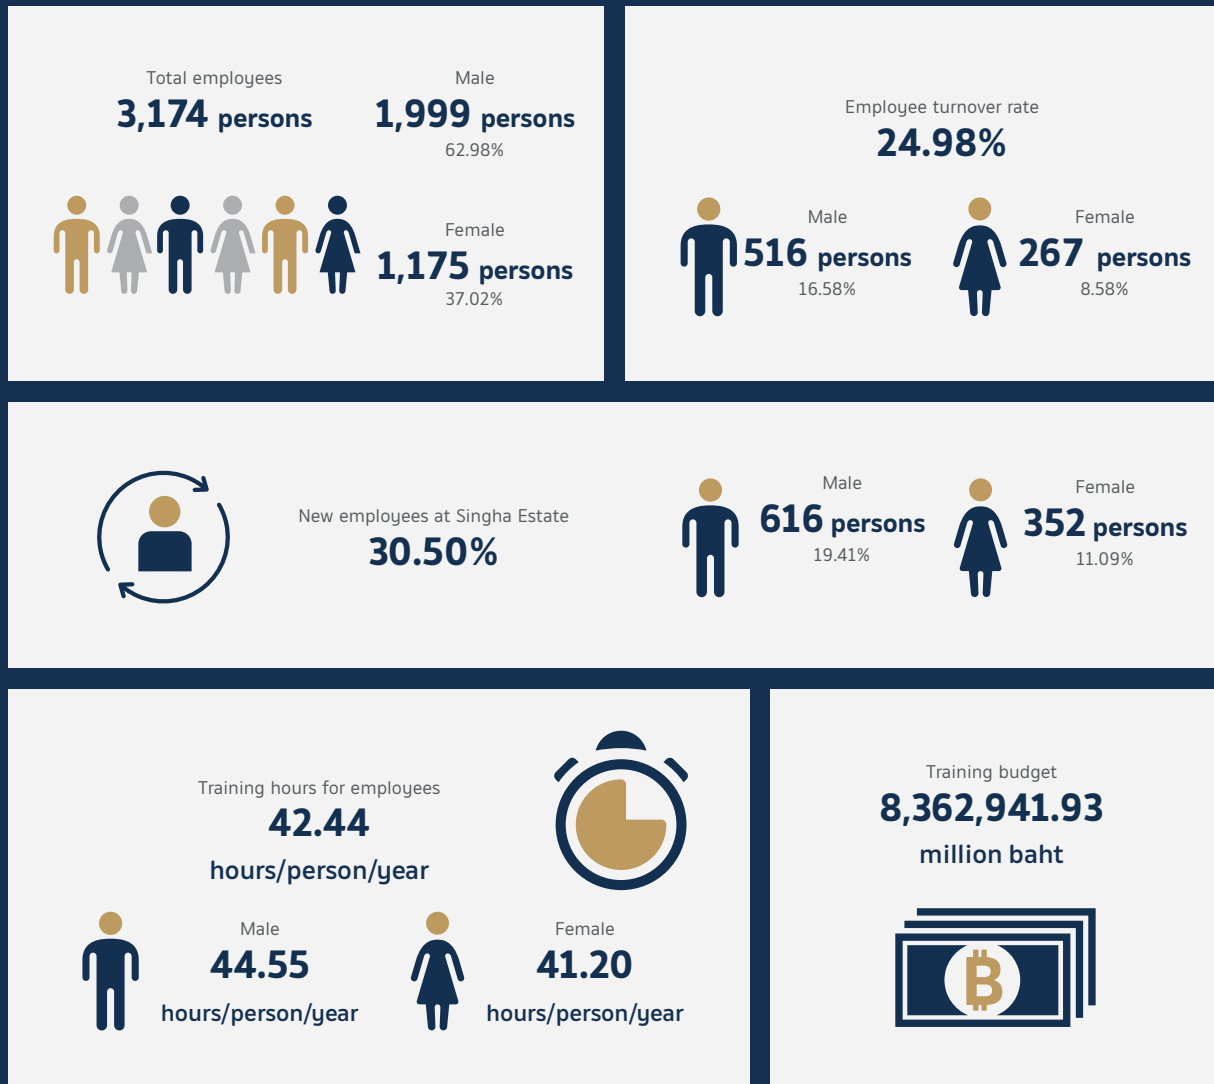 Total employees
3,174 persons
Male
1,999 persons
62.98%
Female
1,175 persons
37.02%
Employee turnover rate
24.98%
Male
516 persons
16.58%
Female
267 persons
8.58%
New employees at Singha Estate
30.50%
Male
616 persons
19.41%
Female
352 persons
11.09%
Training hours for employees
42.44
hours/person/year
Male
44.55
hours/person/year
Female
41.20
hours/person/year
Training budget
8,362,941.93
million baht